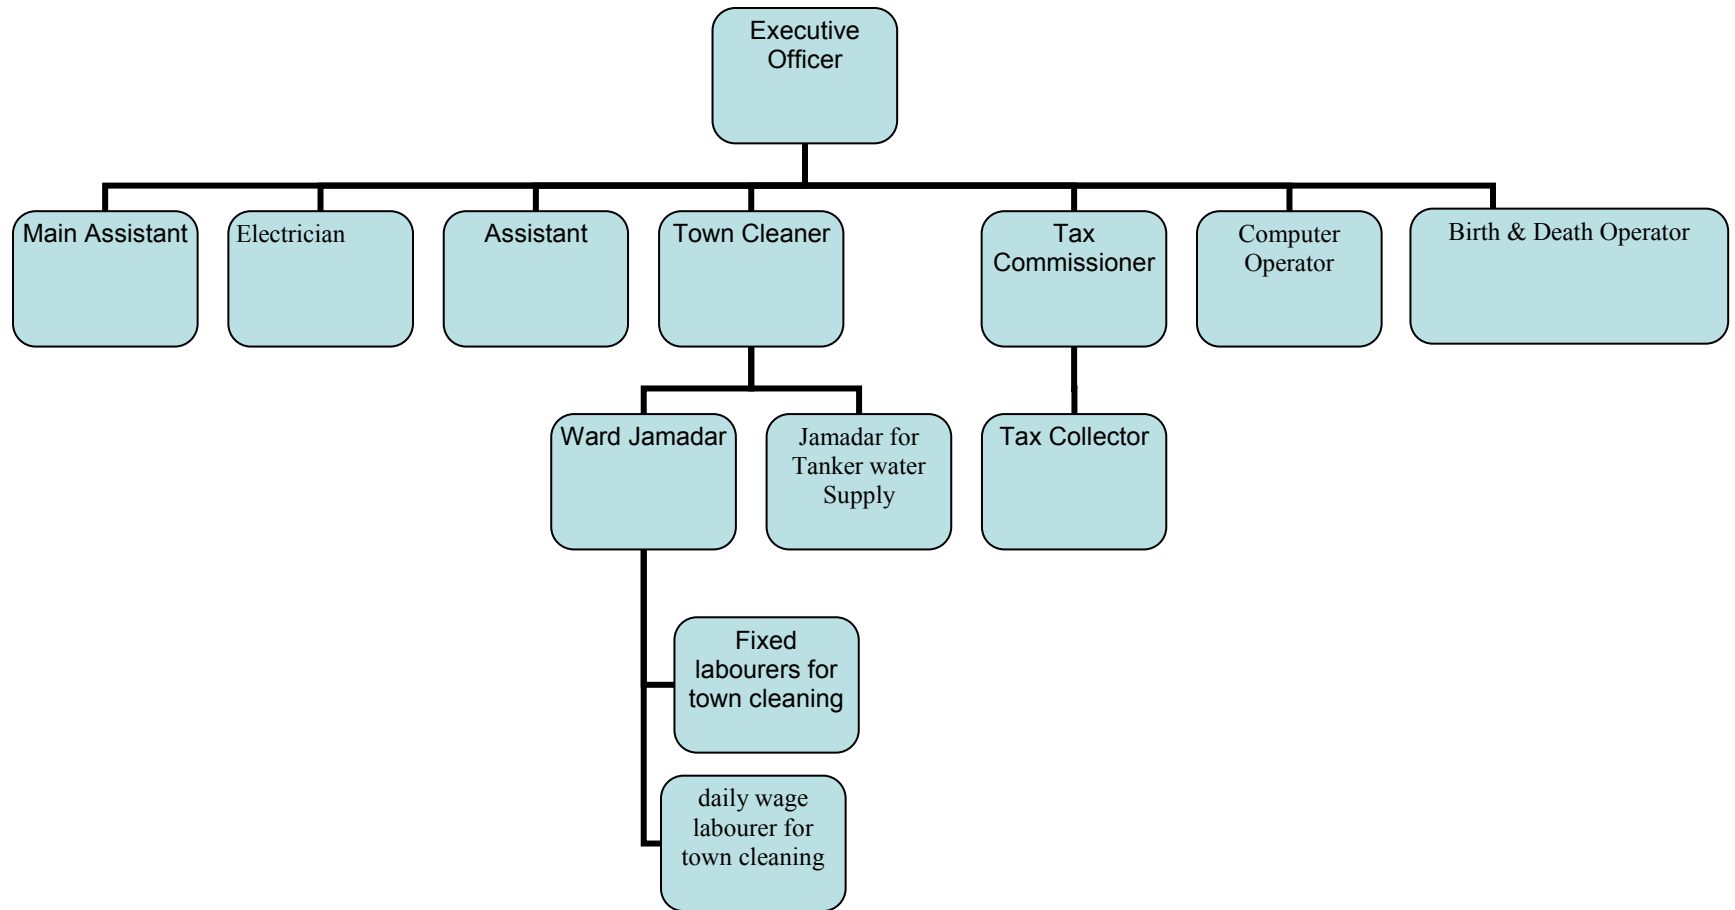 Executive
Officer
Main Assistant
Electrician
Assistant
Town Cleaner
Tax
Commissioner
Computer
Operator
Birth & Death Operator
Ward Jamadar
Jamadar for
Tanker water
Supply
Tax Collector
Fixed
labourers for
town cleaning
daily wage
labourer for
town cleaning